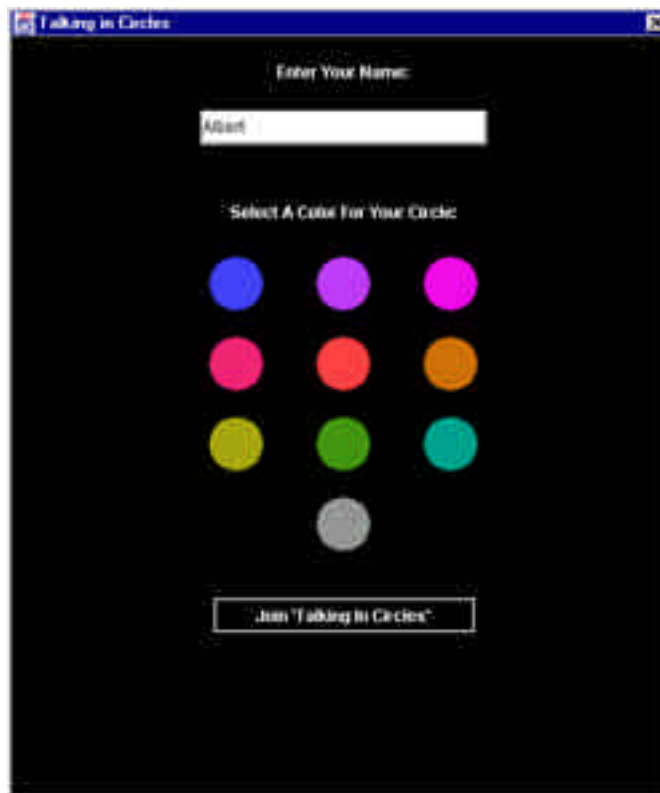 Talking in Circles
Enter Your Name:
Albert
Select A Color For Your Circle:
Join "Talking In Circles"